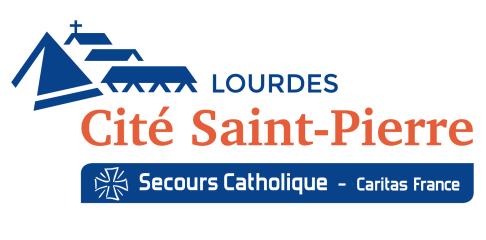 LOURDES
Cité Saint-Pierre
Secours Catholique - Caritas France